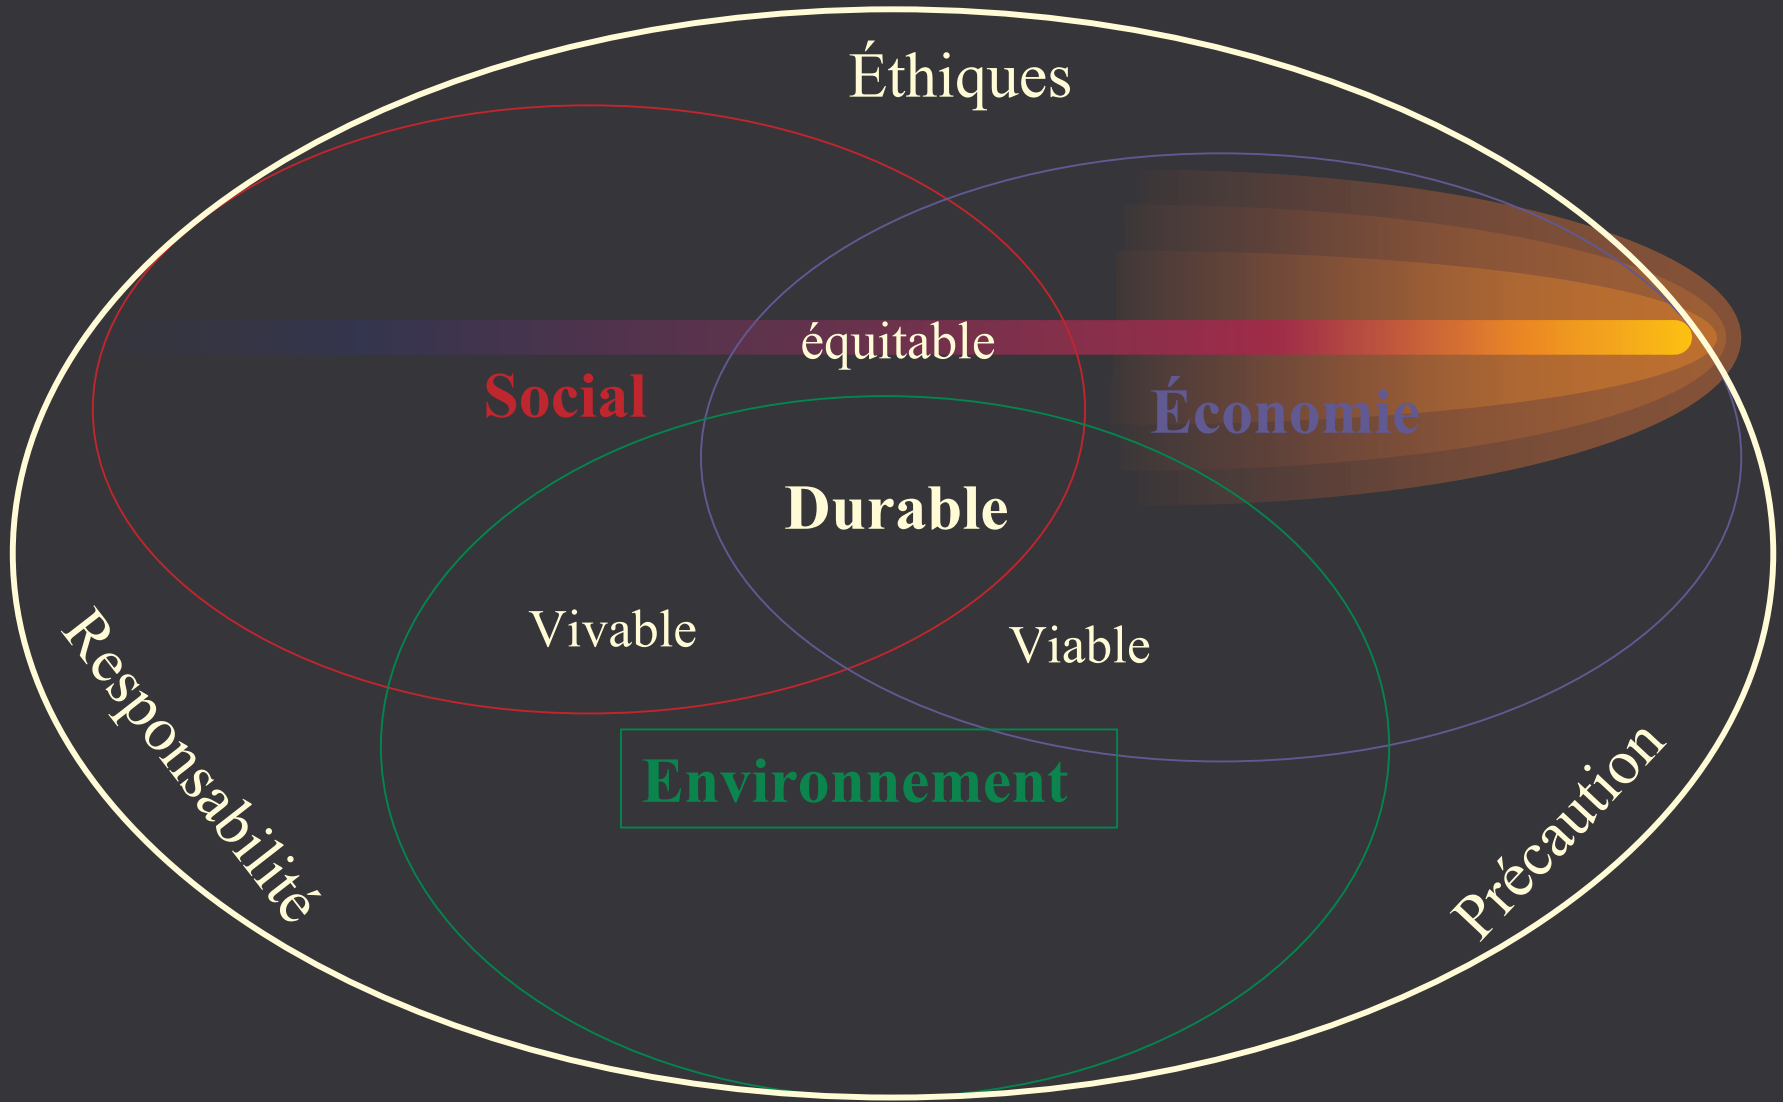 Éthiques
équitable
Social
Économie
Durable
Vivable
Viable
Responsabilité
Environnement
Précaution